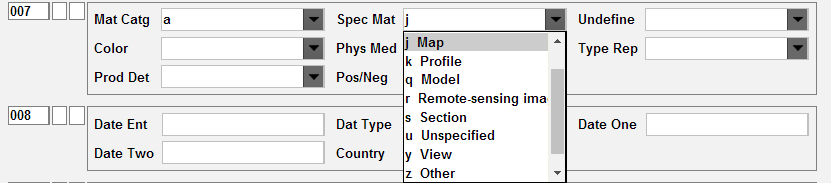 007 Mat Catg a Spec Mat j Undefine
j Map
Color Phys Med Type Rep
k Profile
Prod Det Pos/Neg
q Model
r Remote-sensing ima
008
s Section
Date Ent Dat Type Date One
u Unspecified
Date Two Country
y View
z Other